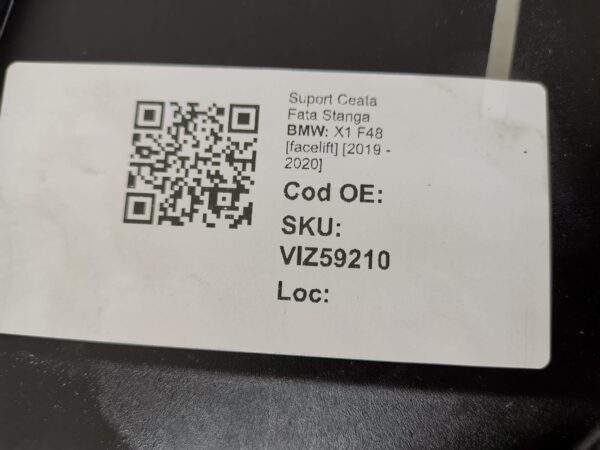 Suport Ceata
Fata Stanga
BMW: X1 F48
[facelift] [2019 -
2020]
Cod OE:
SKU:
VIZ59210
Loc: